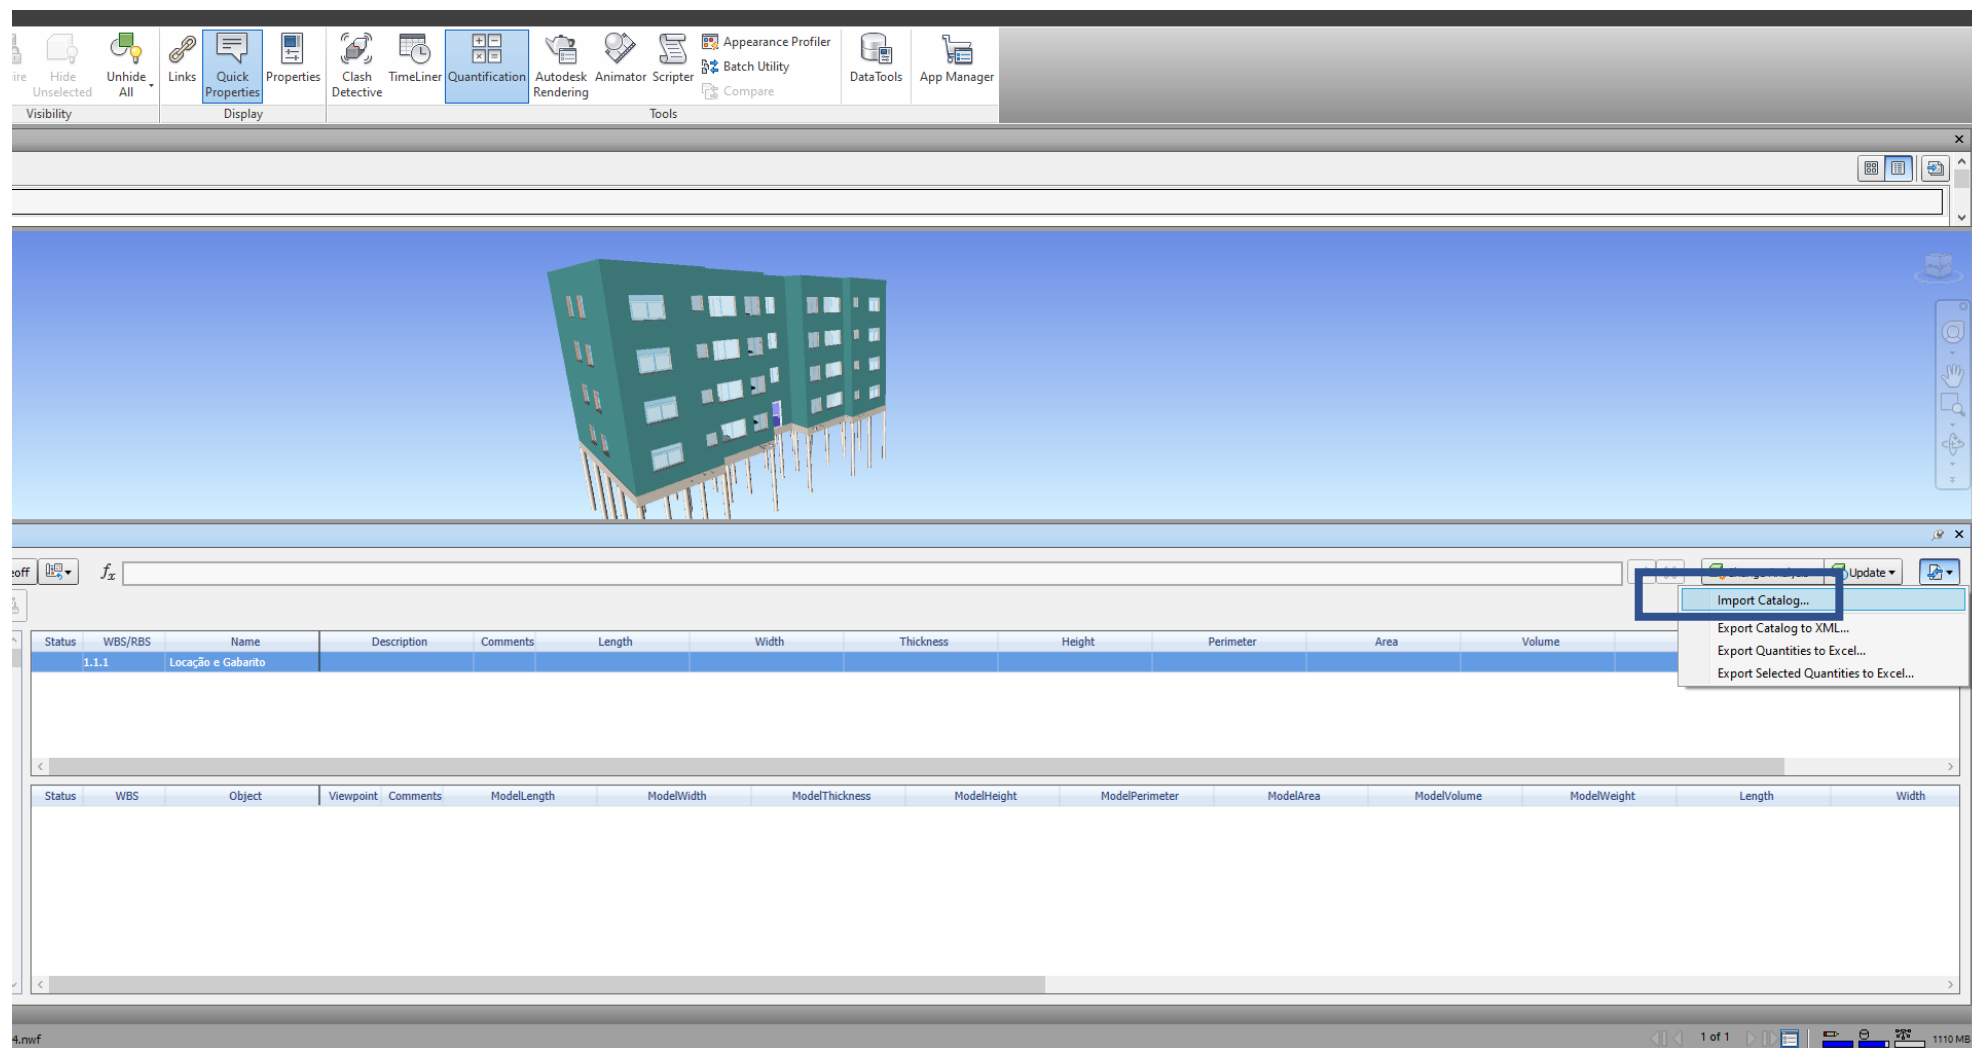 Hide Unselected
Unhide All
Links
Quick Properties
Properties
Clash Detective
TimeLiner
Quantification
Autodesk Rendering
Animator
Scripter
Appearance Profiler
Batch Utility
Compare
DataTools
App Manager
Visibility
Display
Tools
Update
Import Catalog...
Export Catalog to XML...
Export Quantities to Excel...
Export Selected Quantities to Excel...
Status WBS/RBS Name Description Comments Length Width Thickness Height Perimeter Area Volume
1.1.1 Locação e Gabarito
Status WBS Object Viewpoint Comments ModelLength ModelWidth ModelThickness ModelHeight ModelPerimeter ModelArea ModelVolume ModelWeight Length Width
4.nwf
1 of 1
1110 MB